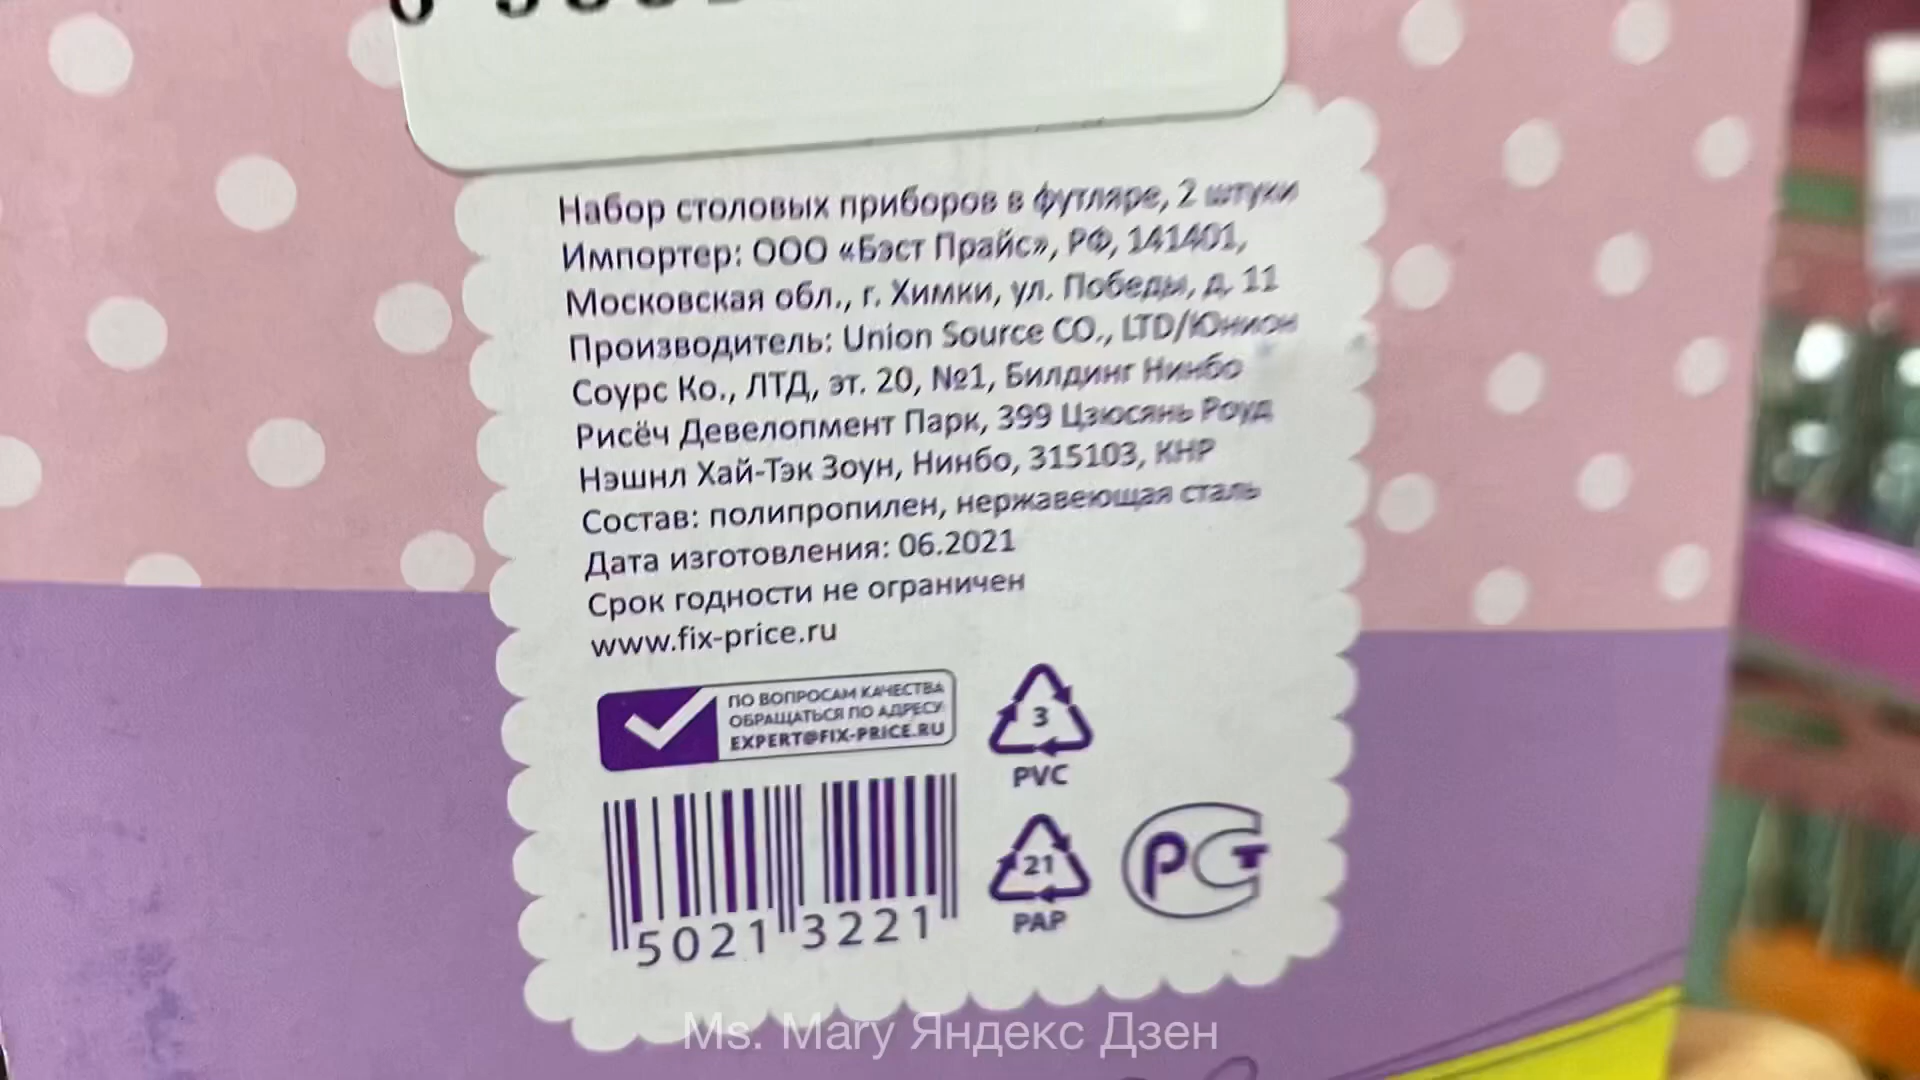 Набор столовых приборов в футляре, 2 штуки
Импортер: ООО «Бэст Прайс», РФ, 141401,
Московская обл., г. Химки, ул. Победы, д. 11
Производитель: Union Source CO., LTD/Юнион
Соурс Ко., ЛТД, эт. 20, №1, Билдинг Нинбо
Рисёч Девелопмент Парк, 399 Цзюсянь Роуд
Нэшнл Хай-Тэк Зоун, Нинбо, 315103, КНР
Состав: полипропилен, нержавеющая сталь
Дата изготовления: 06.2021
Срок годности не ограничен
www.fix-price.ru
ПО ВОПРОСАМ КАЧЕСТВА
ОБРАЩАТЬСЯ ПО АДРЕСУ:
EXPERT@FIX-PRICE.RU
3
PVC
5021 3221
21
PAP
РСТ
Ms. Mary Яндекс Дзен